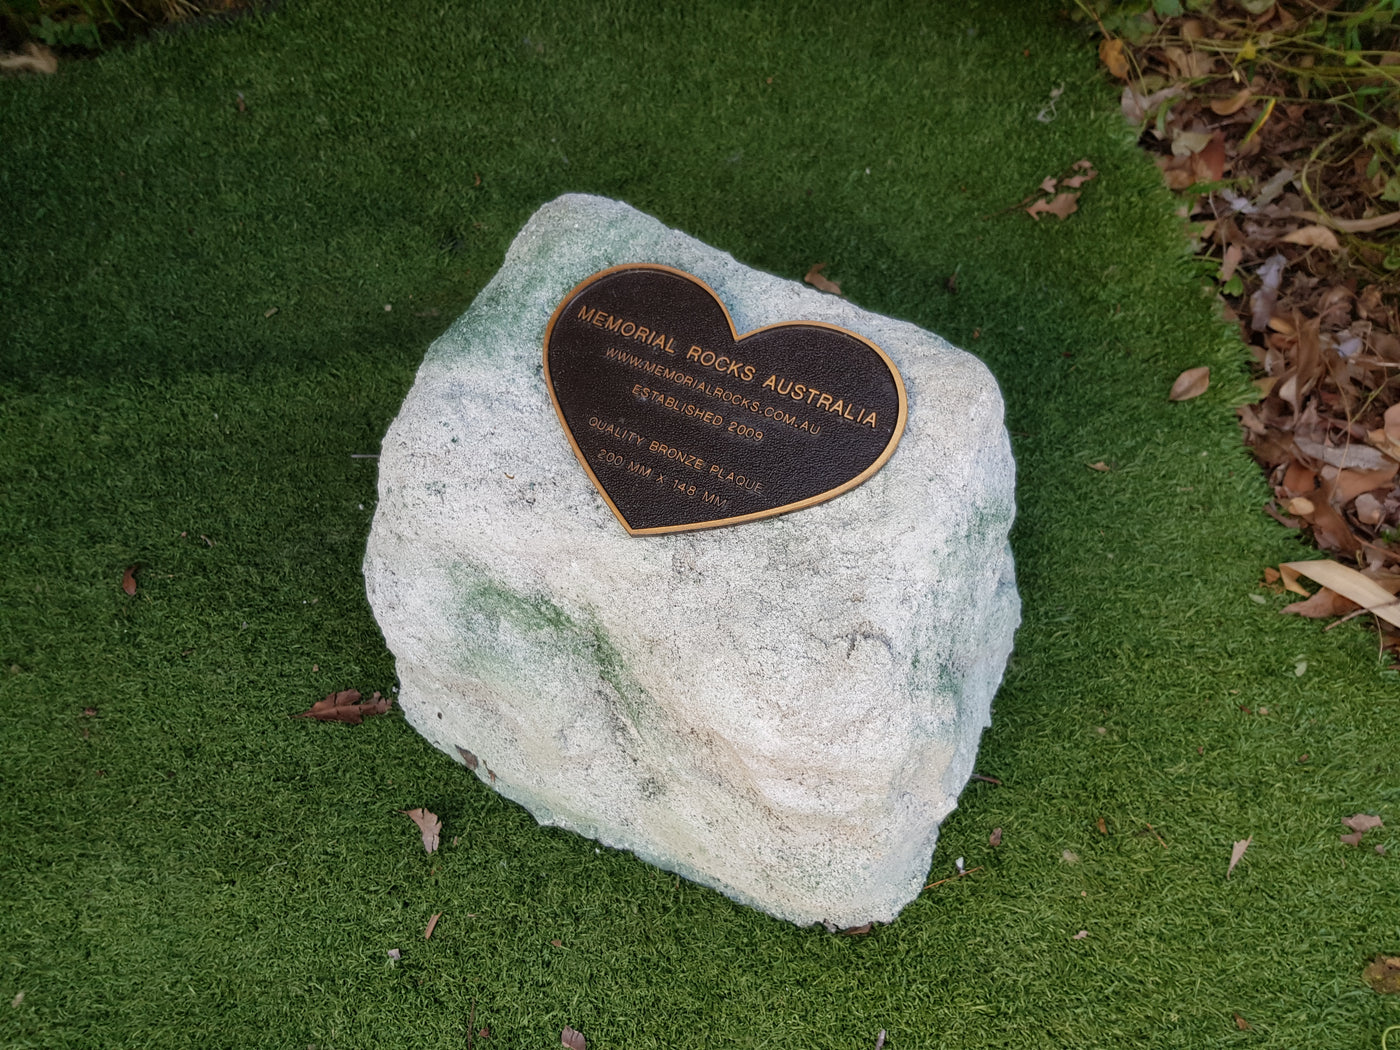 MEMORIAL ROCKS AUSTRALIA
WWW.MEMORIALROCKS.COM.AU
ESTABLISHED 2009
QUALITY BRONZE PLAQUE
200 MM X 148 MM